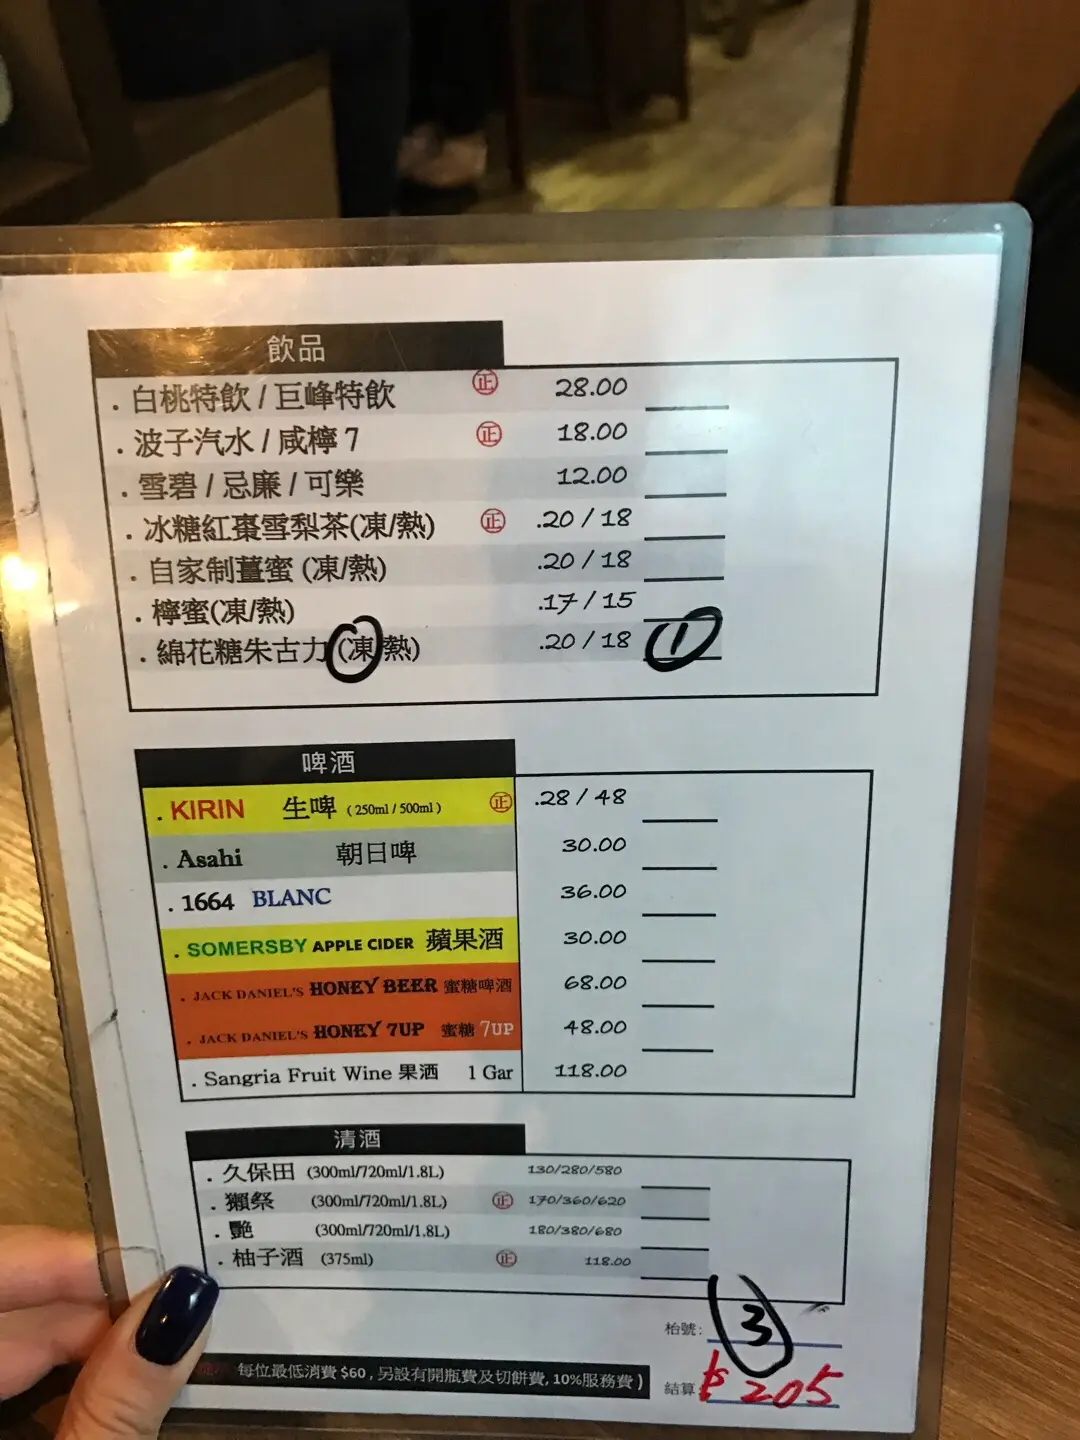 飲品
. 白桃特飲 / 巨峰特飲 正 28.00
. 波子汽水 / 咸檸 7 正 18.00
. 雪碧 / 忌廉 / 可樂 12.00
. 冰糖紅棗雪梨茶(凍/熱) 正 .20 / 18
. 自家制薑蜜 (凍/熱) .20 / 18
. 檸蜜(凍/熱) .17 / 15
. 綿花糖朱古力(凍/熱) .20 / 18 1
啤酒
. KIRIN 生啤 ( 250ml / 500ml ) 正 .28 / 48
. Asahi 朝日啤 30.00
. 1664 BLANC 36.00
. SOMERSBY APPLE CIDER 蘋果酒 30.00
. JACK DANIEL'S HONEY BEER 蜜糖啤酒 68.00
. JACK DANIEL'S HONEY 7UP 蜜糖 7UP 48.00
. Sangria Fruit Wine 果酒 1 Gar 118.00
清酒
. 久保田 (300ml/720ml/1.8L) 130/280/580
. 獺祭 (300ml/720ml/1.8L) 正 170/360/620
. 艷 (300ml/720ml/1.8L) 180/380/680
. 柚子酒 (375ml) 正 118.00
枱號: 3
每位最低消費 $60 , 另設有開瓶費及切餅費, 10%服務費 )
結算 $ 205